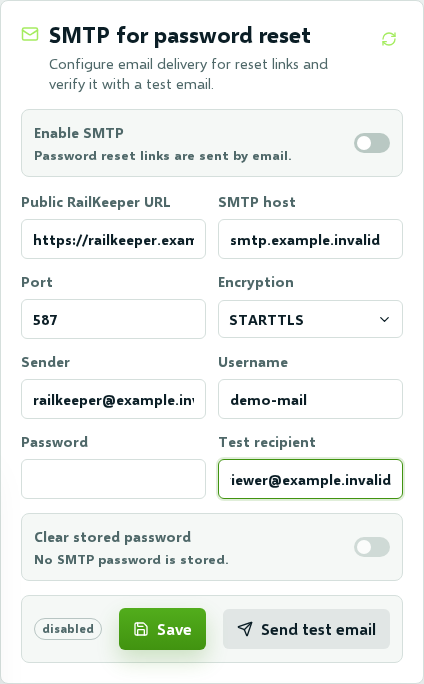 SMTP for password reset
Configure email delivery for reset links and
verify it with a test email.
Enable SMTP
Password reset links are sent by email.
Public RailKeeper URL
SMTP host
https://railkeeper.exam
smtp.example.invalid
Port
Encryption
587
STARTTLS
Sender
Username
railkeeper@example.inv
demo-mail
Password
Test recipient
iewer@example.invalid
Clear stored password
No SMTP password is stored.
disabled
Save
Send test email